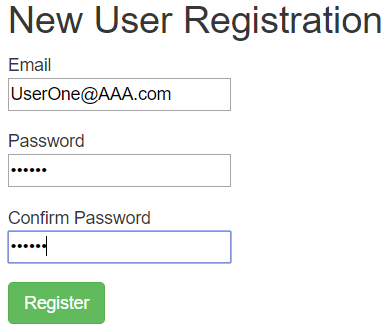 New User Registration
Email
UserOne@AAA.com
Password
••••••
Confirm Password
••••••
Register